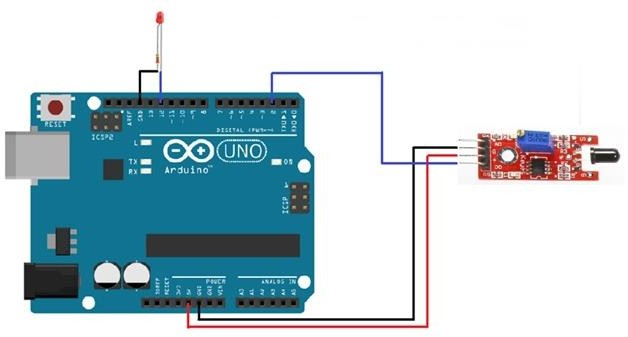 RESET
ICSP2
AREF
GND
13
12
11
10
9
8
7
6
5
4
3
2
TX▶1
RX◀0
DIGITAL (PWM~)
L
TX
RX
UNO
Arduino™
ON
ICSP
1
IOREF
RESET
3V3
5V
GND
GND
VIN
POWER
ANALOG IN
A0
A1
A2
A3
A4
A5